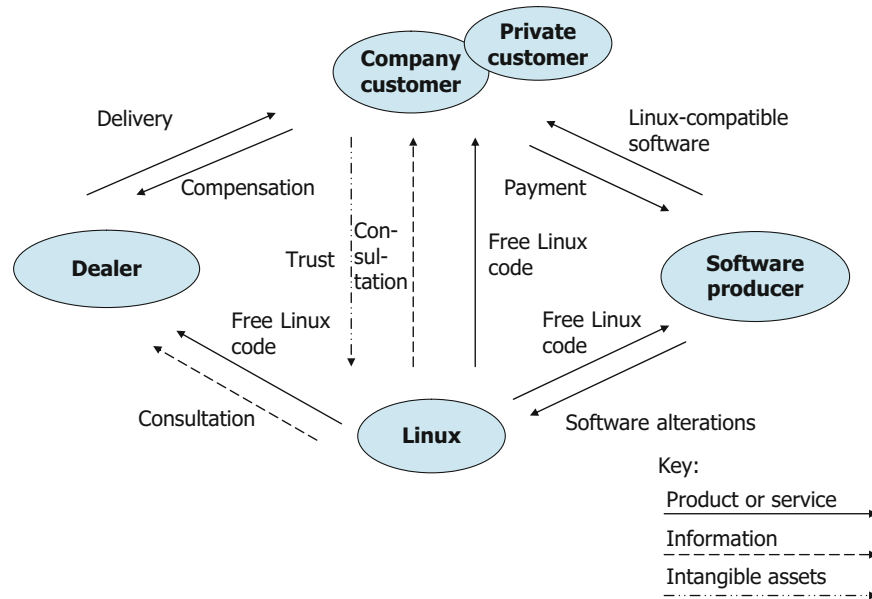 Private
customer
Company
customer
Delivery
Linux-compatible
software
Compensation
Payment
Con-
sul-
tation
Trust
Free Linux
code
Dealer
Software
producer
Free Linux
code
Free Linux
code
Consultation
Linux
Software alterations
Key:
Product or service
Information
Intangible assets